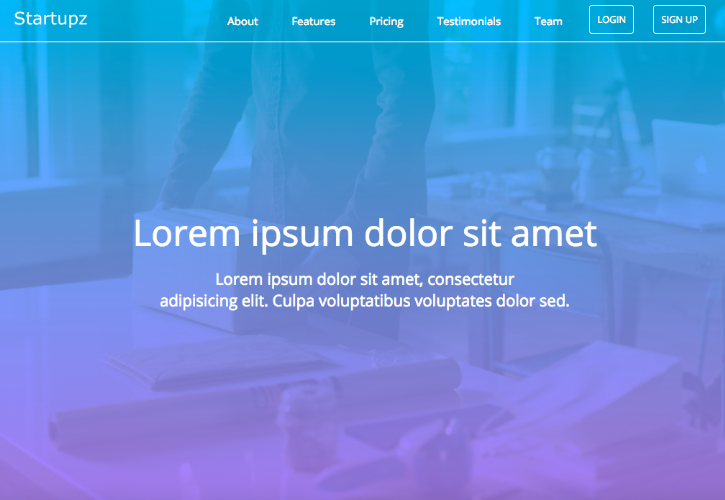 Startupz
About Features Pricing Testimonials Team LOGIN SIGN UP
Lorem ipsum dolor sit amet
Lorem ipsum dolor sit amet, consectetur
adipisicing elit. Culpa voluptatibus voluptates dolor sed.